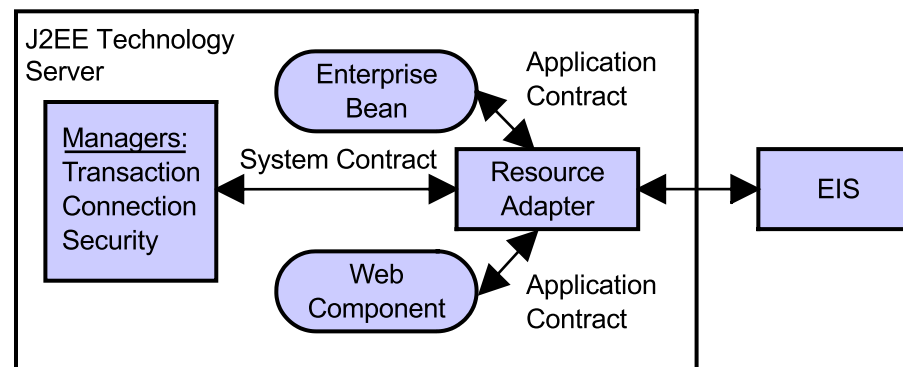 J2EE Technology
Server
Enterprise
Bean
Application
Contract
Managers:
Transaction
Connection
Security
System Contract
Resource
Adapter
EIS
Web
Component
Application
Contract